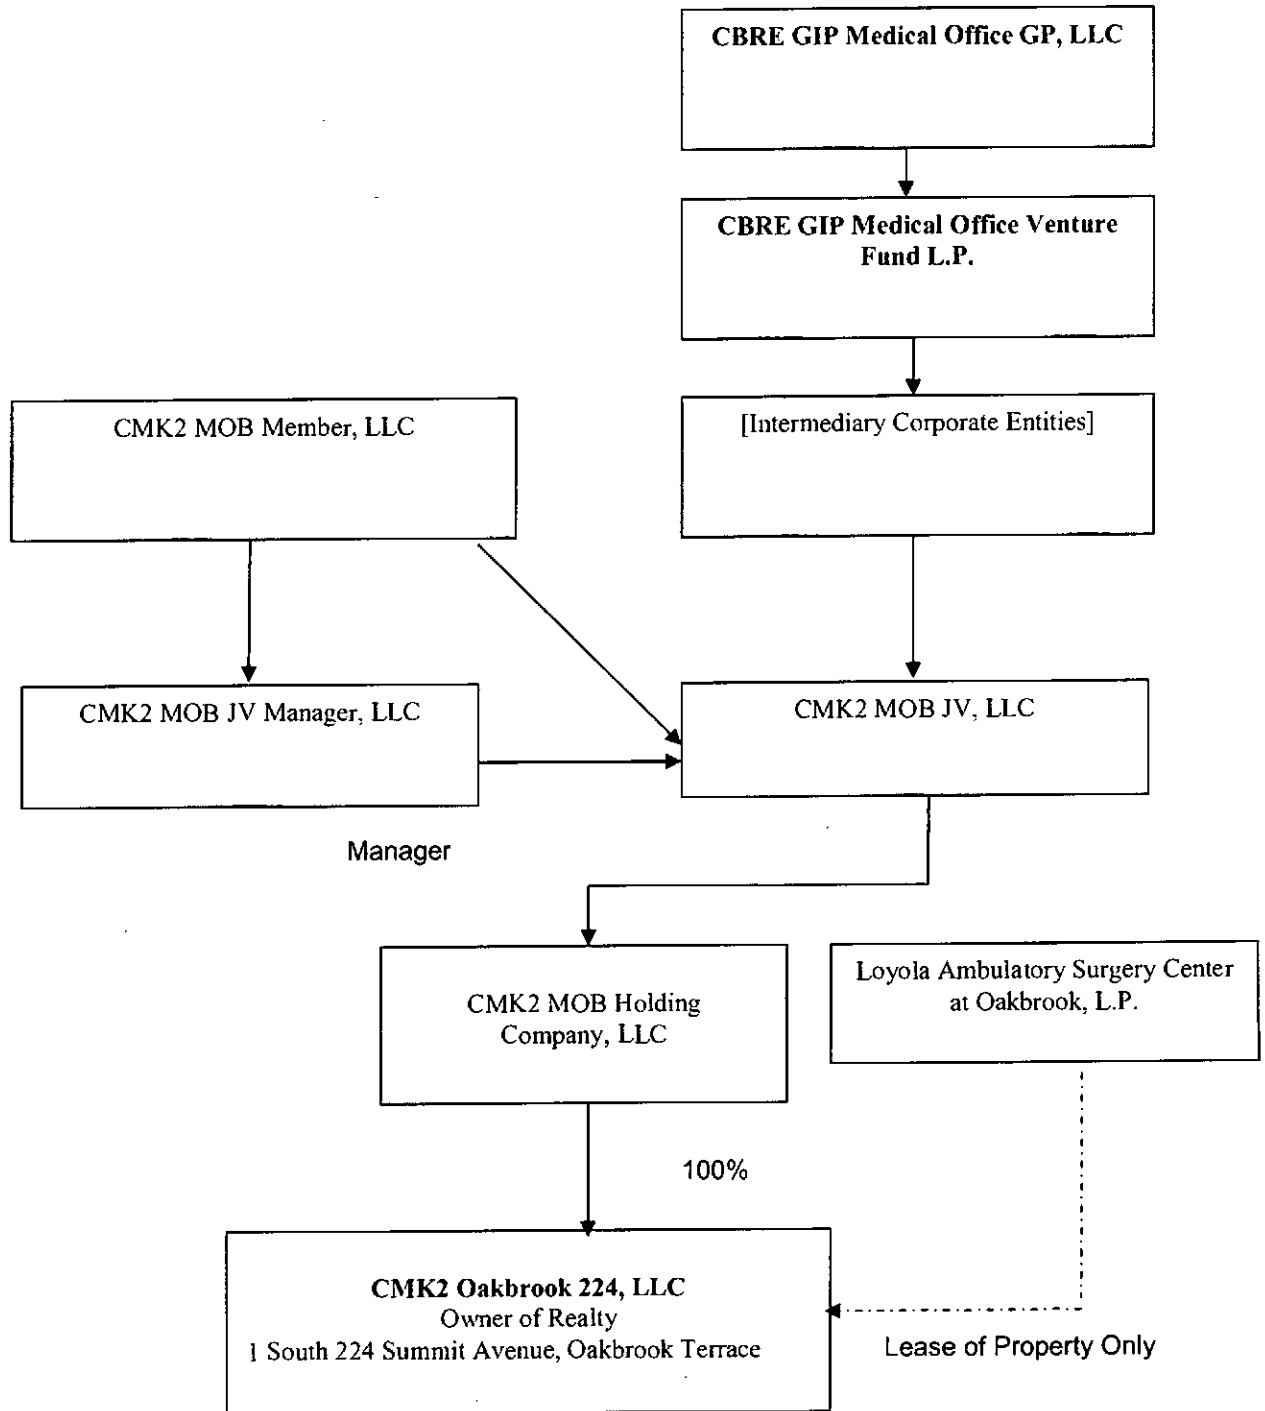 CBRE GIP Medical Office GP, LLC
CBRE GIP Medical Office Venture
Fund L.P.
CMK2 MOB Member, LLC
[Intermediary Corporate Entities]
CMK2 MOB JV Manager, LLC
CMK2 MOB JV, LLC
Manager
CMK2 MOB Holding
Company, LLC
Loyola Ambulatory Surgery Center
at Oakbrook, L.P.
100%
CMK2 Oakbrook 224, LLC
Owner of Realty
1 South 224 Summit Avenue, Oakbrook Terrace
Lease of Property Only